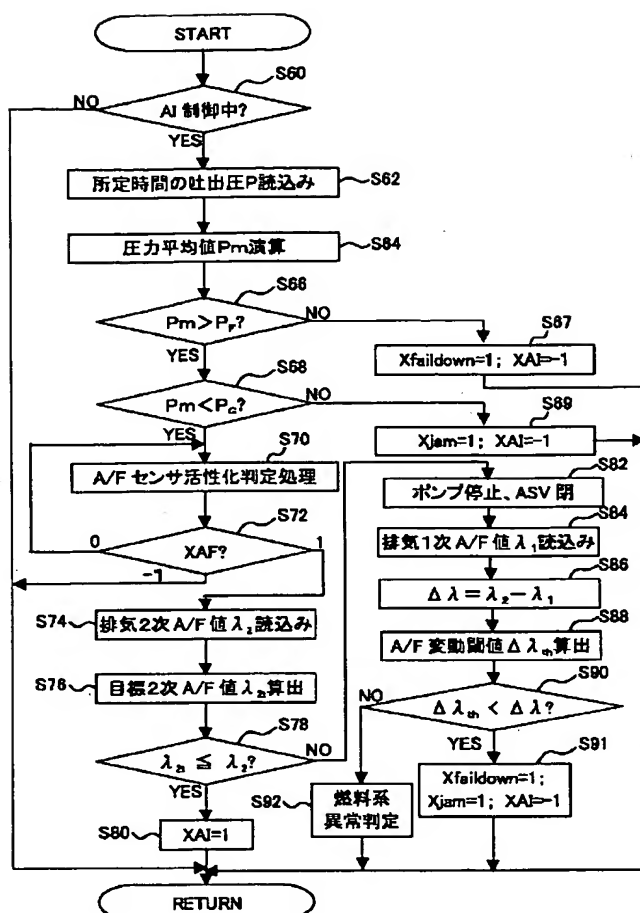 START
S60
NO
AI 制御中?
YES
所定時間の吐出圧P読込み
S62
圧力平均値Pm演算
S84
S66
Pm>P_F?
NO
YES
S67
Xfaildown=1; XAI=-1
S68
Pm<P_G?
NO
YES
S69
Xjam=1; XAI=-1
S70
A/F センサ活性化判定処理
S82
ポンプ停止、ASV 閉
S72
0
XAF?
1
-1
S84
排気1次 A/F 値 λ₁読込み
S74
排気2次 A/F 値 λ₂読込み
S86
Δλ=λ₂-λ₁
S88
A/F 変動閾値 Δλth算出
S76
目標2次 A/F 値 λ₂t算出
S90
NO
Δλth < Δλ?
YES
S78
λ₂t ≦ λ₂?
NO
YES
S91
Xfaildown=1;
Xjam=1; XAI=-1
S92
燃料系
異常判定
S80
XAI=1
RETURN